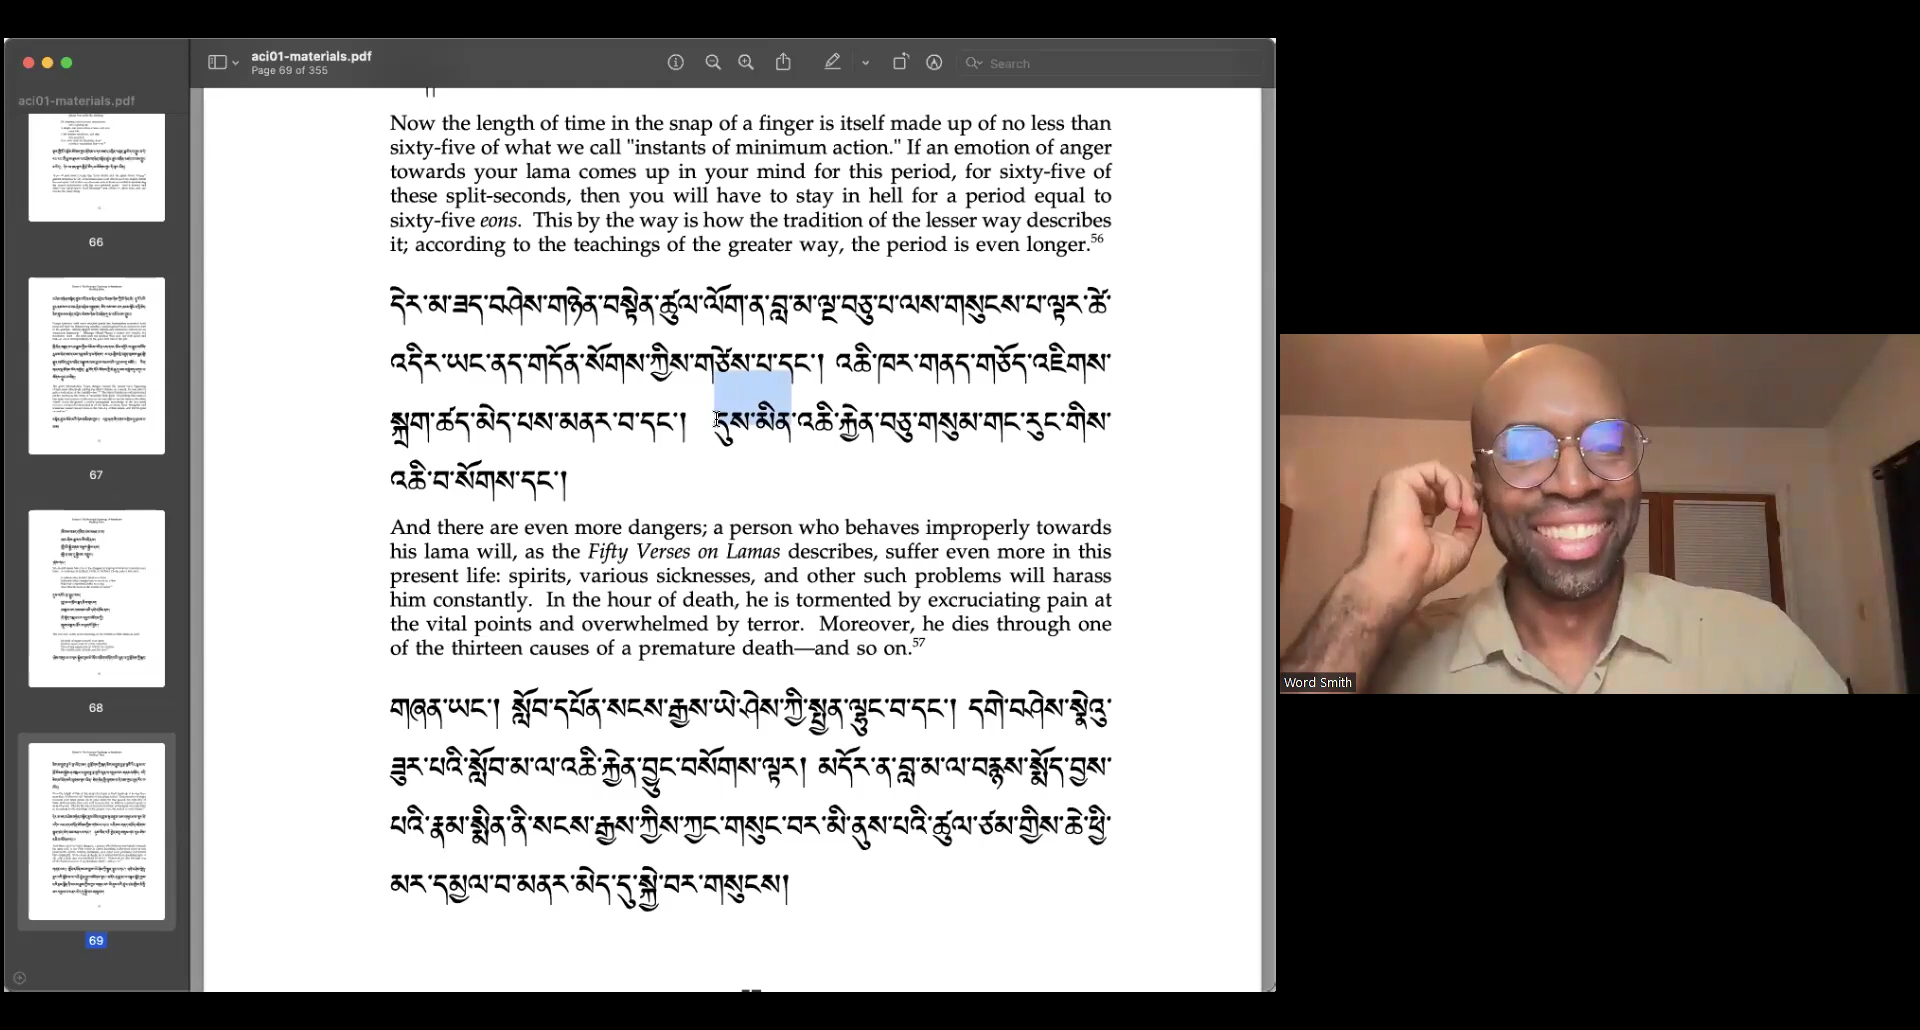 aci01-materials.pdf
Page 69 of 355
Search
aci01-materials.pdf
66
67
68
69
Now the length of time in the snap of a finger is itself made up of no less than
sixty-five of what we call "instants of minimum action." If an emotion of anger
towards your lama comes up in your mind for this period, for sixty-five of
these split-seconds, then you will have to stay in hell for a period equal to
sixty-five eons. This by the way is how the tradition of the lesser way describes
it; according to the teachings of the greater way, the period is even longer.56
དེར་མ་ཟད་བཤེས་གཉེན་བསྟེན་ཚུལ་ལོག་ན་བླ་མ་ལྔ་བཅུ་པ་ལས་གསུངས་པ་ལྟར་ཚེ་
འདིར་ཡང་ནད་གདོན་སོགས་ཀྱིས་གཙེས་པ་དང་། འཆི་ཁར་གནད་གཅོད་འཇིགས་
སྐྲག་ཚད་མེད་པས་མནར་བ་དང་། དུས་མིན་འཆི་རྐྱེན་བཅུ་གསུམ་གང་རུང་གིས་
འཆི་བ་སོགས་དང་།
And there are even more dangers; a person who behaves improperly towards
his lama will, as the Fifty Verses on Lamas describes, suffer even more in this
present life: spirits, various sicknesses, and other such problems will harass
him constantly. In the hour of death, he is tormented by excruciating pain at
the vital points and overwhelmed by terror. Moreover, he dies through one
of the thirteen causes of a premature death—and so on.57
གཞན་ཡང་། སློབ་དཔོན་སངས་རྒྱས་ཡེ་ཤེས་ཀྱི་སྤྱན་ལྷུང་བ་དང་། དགེ་བཤེས་སྣེའུ་
ཟུར་པའི་སློབ་མ་ལ་འཆི་རྐྱེན་བྱུང་བསོགས་ལྟར། མདོར་ན་བླ་མ་ལ་བརྙས་སྨོད་བྱས་
པའི་རྣམ་སྨིན་ནི་སངས་རྒྱས་ཀྱིས་ཀྱང་གསུང་བར་མི་ནུས་པའི་ཚུལ་ཙམ་གྱིས་ཆེ་ཕྱི་
མར་དམྱལ་བ་མནར་མེད་དུ་སྐྱེ་བར་གསུངས།
Word Smith